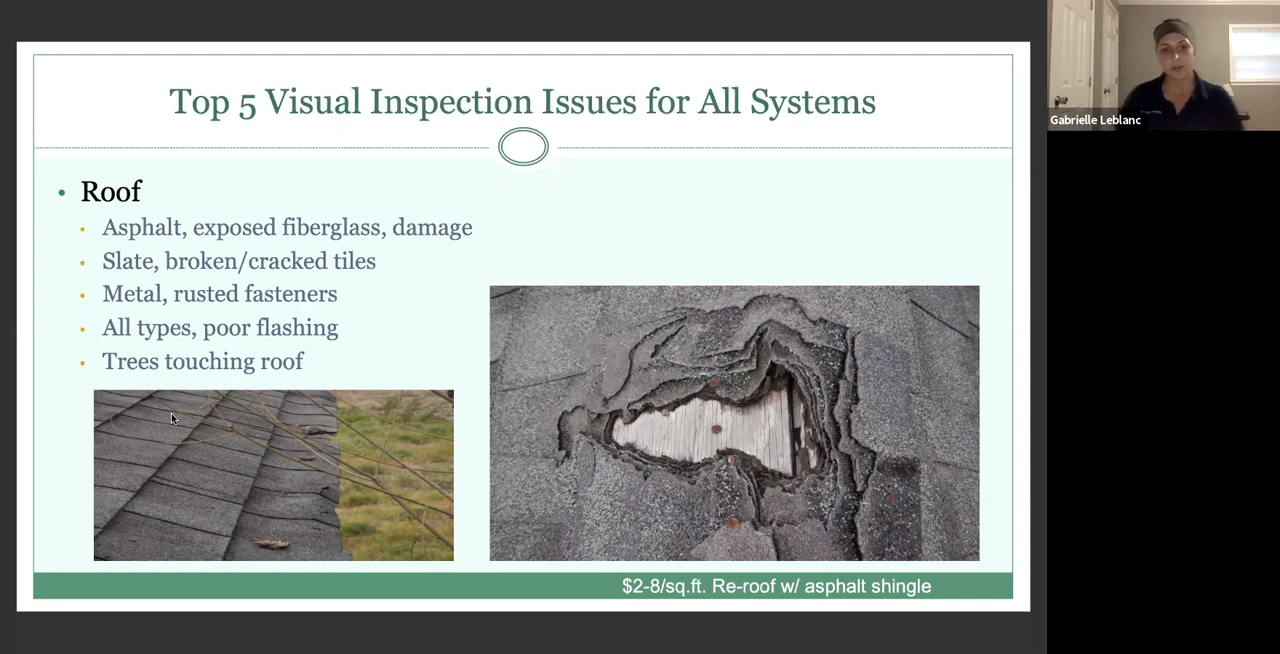 Top 5 Visual Inspection Issues for All Systems
Roof
Asphalt, exposed fiberglass, damage
Slate, broken/cracked tiles
Metal, rusted fasteners
All types, poor flashing
Trees touching roof
$2-8/sq.ft. Re-roof w/ asphalt shingle
Gabrielle Leblanc